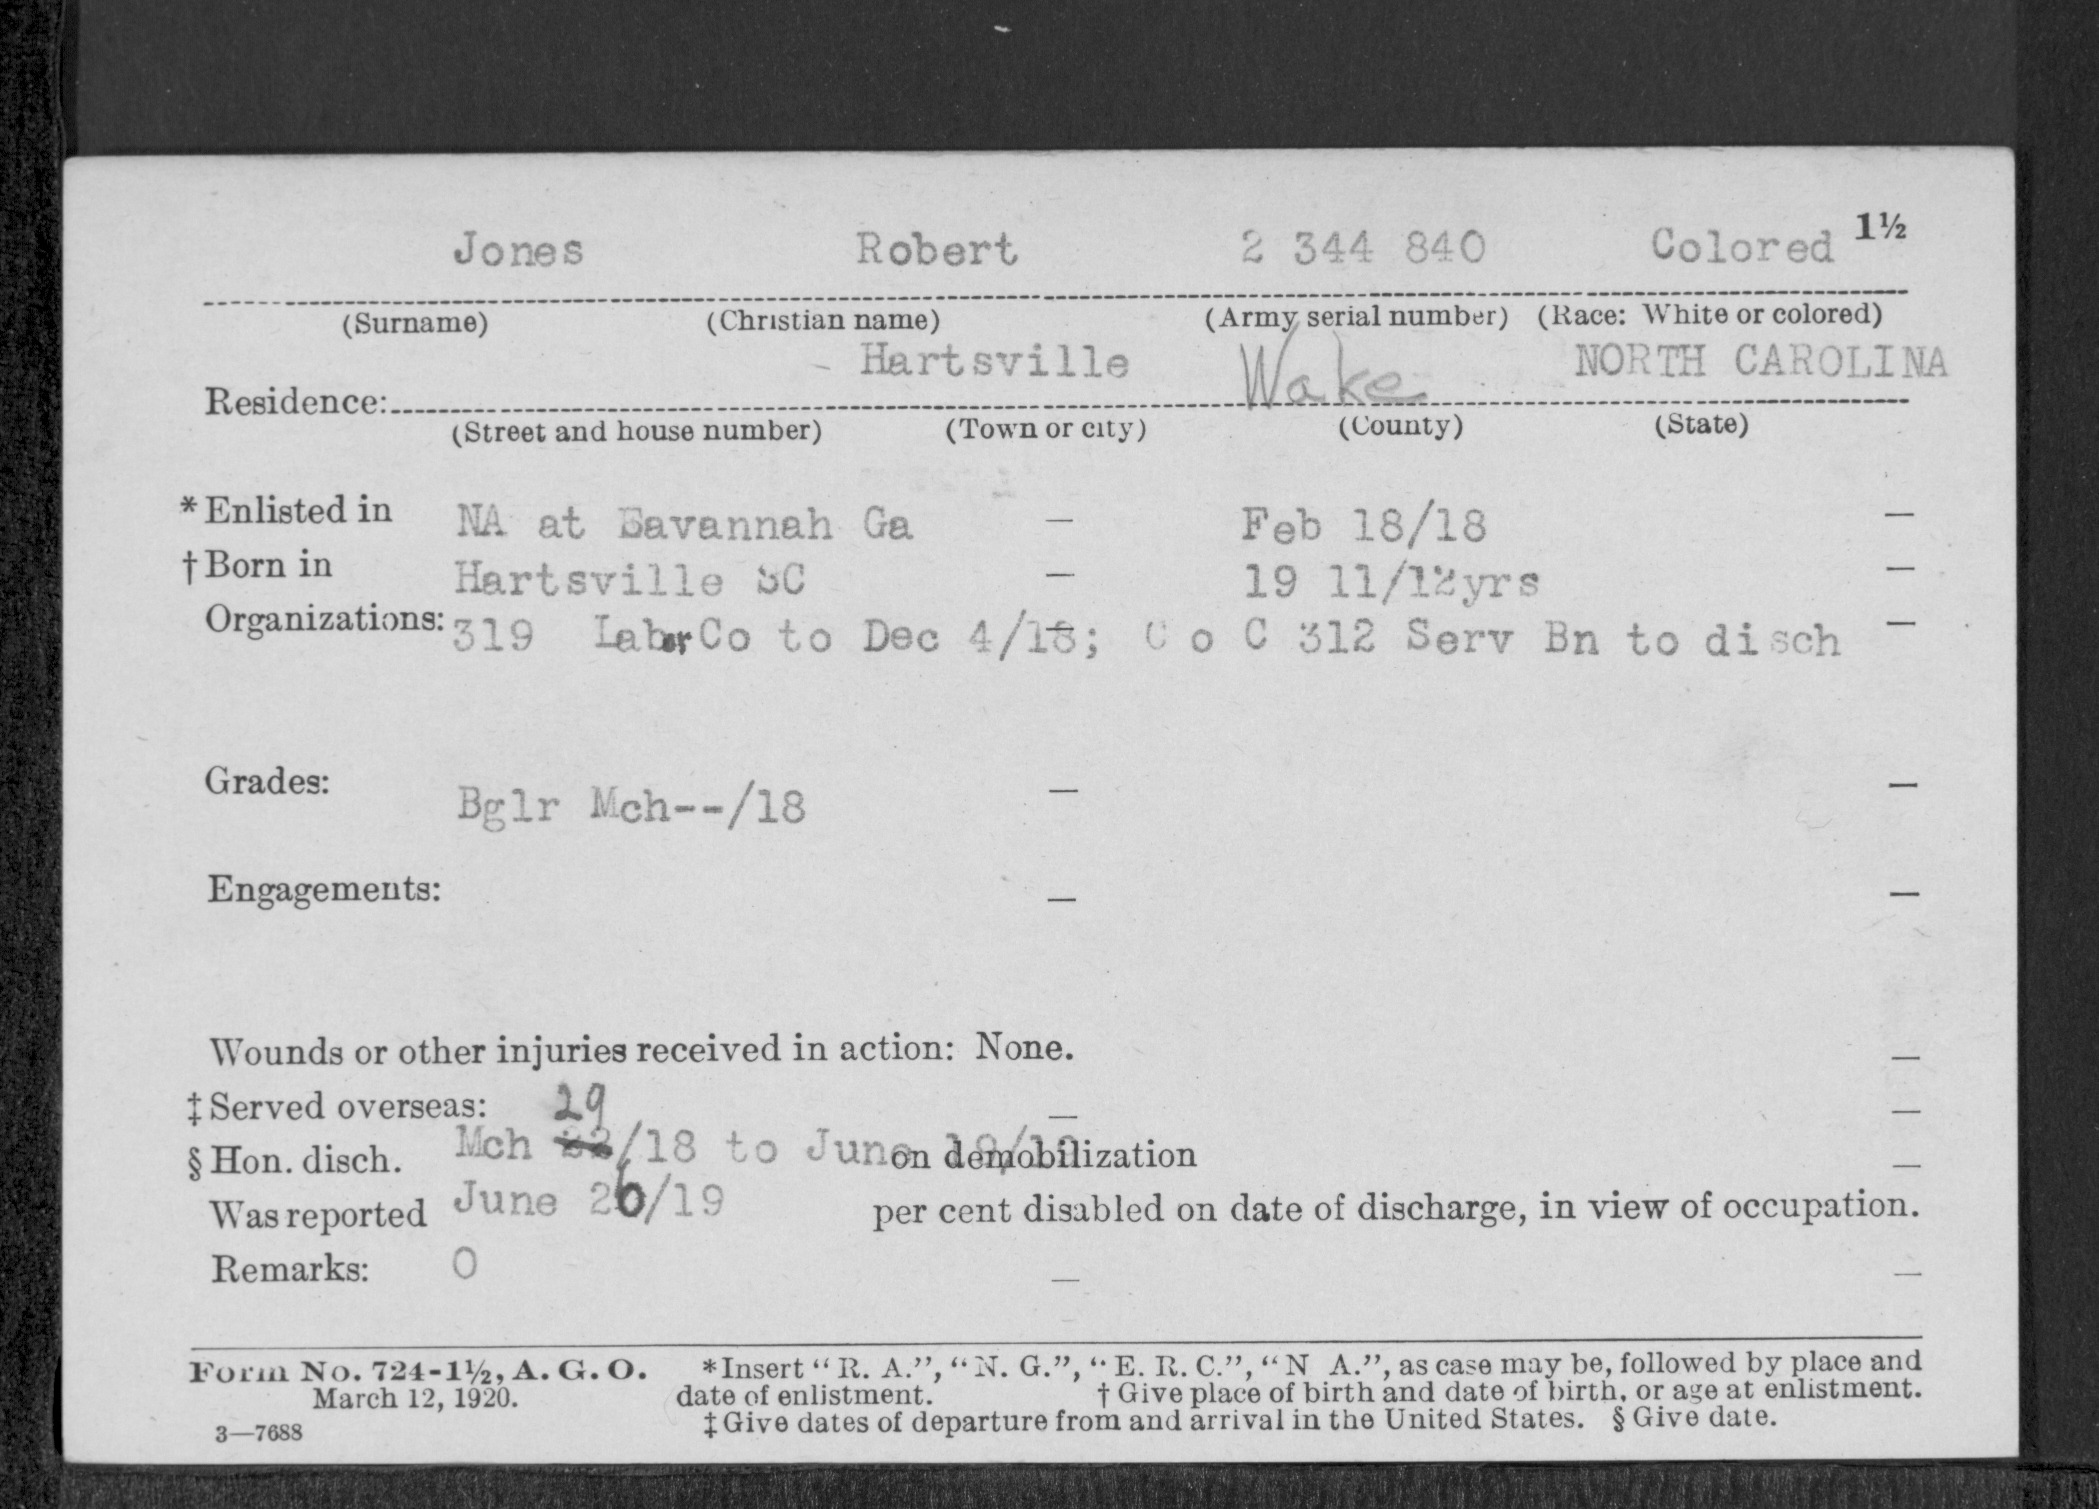 Jones Robert 2 344 840 Colored 1½
(Surname) (Christian name) (Army serial number) (Race: White or colored)
Hartsville Wake NORTH CAROLINA
Residence:
(Street and house number) (Town or city) (County) (State)
*Enlisted in NA at Savannah Ga — Feb 18/18 —
†Born in Hartsville SC — 19 11/12yrs —
Organizations: 319 Labor Co to Dec 4/18; C o C 312 Serv Bn to disch —
Grades: Bglr Mch--/18 — —
Engagements: — —
Wounds or other injuries received in action: None. —
‡Served overseas: 29 — —
Mch /18 to June
§Hon. disch. on demobilization —
June 26/19
Was reported per cent disabled on date of discharge, in view of occupation.
Remarks: 0 — —
Form No. 724-1½, A. G. O. *Insert "R. A.", "N. G.", "E. R. C.", "N A.", as case may be, followed by place and
March 12, 1920. date of enlistment. †Give place of birth and date of birth, or age at enlistment.
3—7688 ‡Give dates of departure from and arrival in the United States. §Give date.